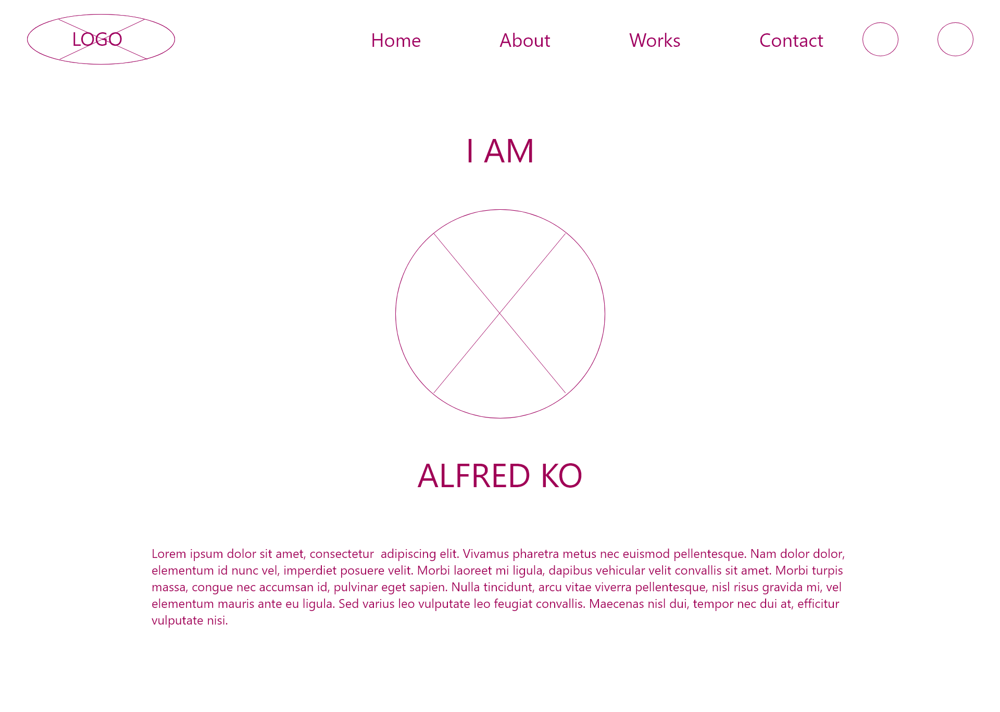 LOGO
Home About Works Contact
I AM
ALFRED KO
Lorem ipsum dolor sit amet, consectetur  adipiscing elit. Vivamus pharetra metus nec euismod pellentesque. Nam dolor dolor,
elementum id nunc vel, imperdiet posuere velit. Morbi laoreet mi ligula, dapibus vehicular velit convallis sit amet. Morbi turpis
massa, congue nec accumsan id, pulvinar eget sapien. Nulla tincidunt, arcu vitae viverra pellentesque, nisl risus gravida mi, vel
elementum mauris ante eu ligula. Sed varius leo vulputate leo feugiat convallis. Maecenas nisl dui, tempor nec dui at, efficitur
vulputate nisi.